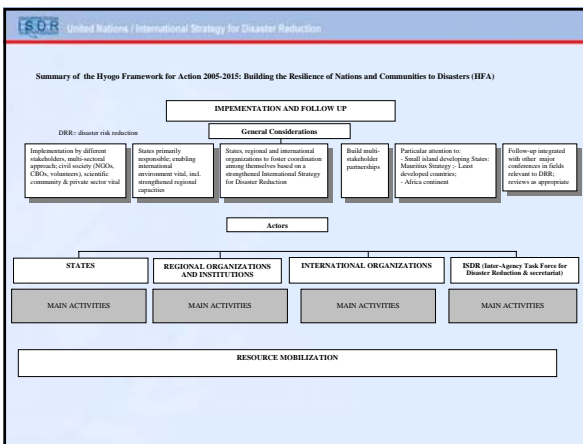 ISDR United Nations / International Strategy for Disaster Reduction
Summary of the Hyogo Framework for Action 2005-2015: Building the Resilience of Nations and Communities to Disasters (HFA)
IMPEMENTATION AND FOLLOW UP
DRR= disaster risk reduction
General Considerations
Implementation by different
stakeholders, multi-sectoral
approach; civil society (NGOs,
CBOs, volunteers), scientific
community & private sector vital
States primarily
responsible; enabling
international
environment vital, incl.
strengthened regional
capacities
States, regional and international
organizations to foster coordination
among themselves based on a
strengthened International Strategy
for Disaster Reduction
Build multi-
stakeholder
partnerships
Particular attention to:
- Small island developing States:
Mauritius Strategy ;- Least
developed countries;
- Africa continent
Follow-up integrated
with other major
conferences in fields
relevant to DRR;
reviews as appropriate
Actors
STATES
REGIONAL ORGANIZATIONS
AND INSTITUTIONS
INTERNATIONAL ORGANIZATIONS
ISDR (Inter-Agency Task Force for
Disaster Reduction & secretariat)
MAIN ACTIVITIES
MAIN ACTIVITIES
MAIN ACTIVITIES
MAIN ACTIVITIES
RESOURCE MOBILIZATION